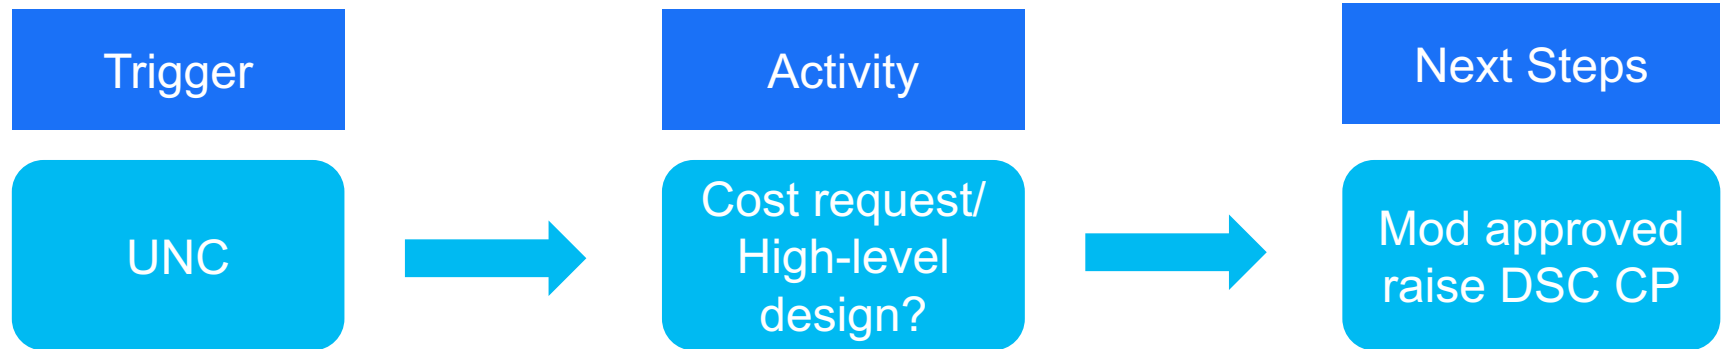 Trigger
Activity
Next Steps
UNC
Cost request/
High-level
design?
Mod approved
raise DSC CP